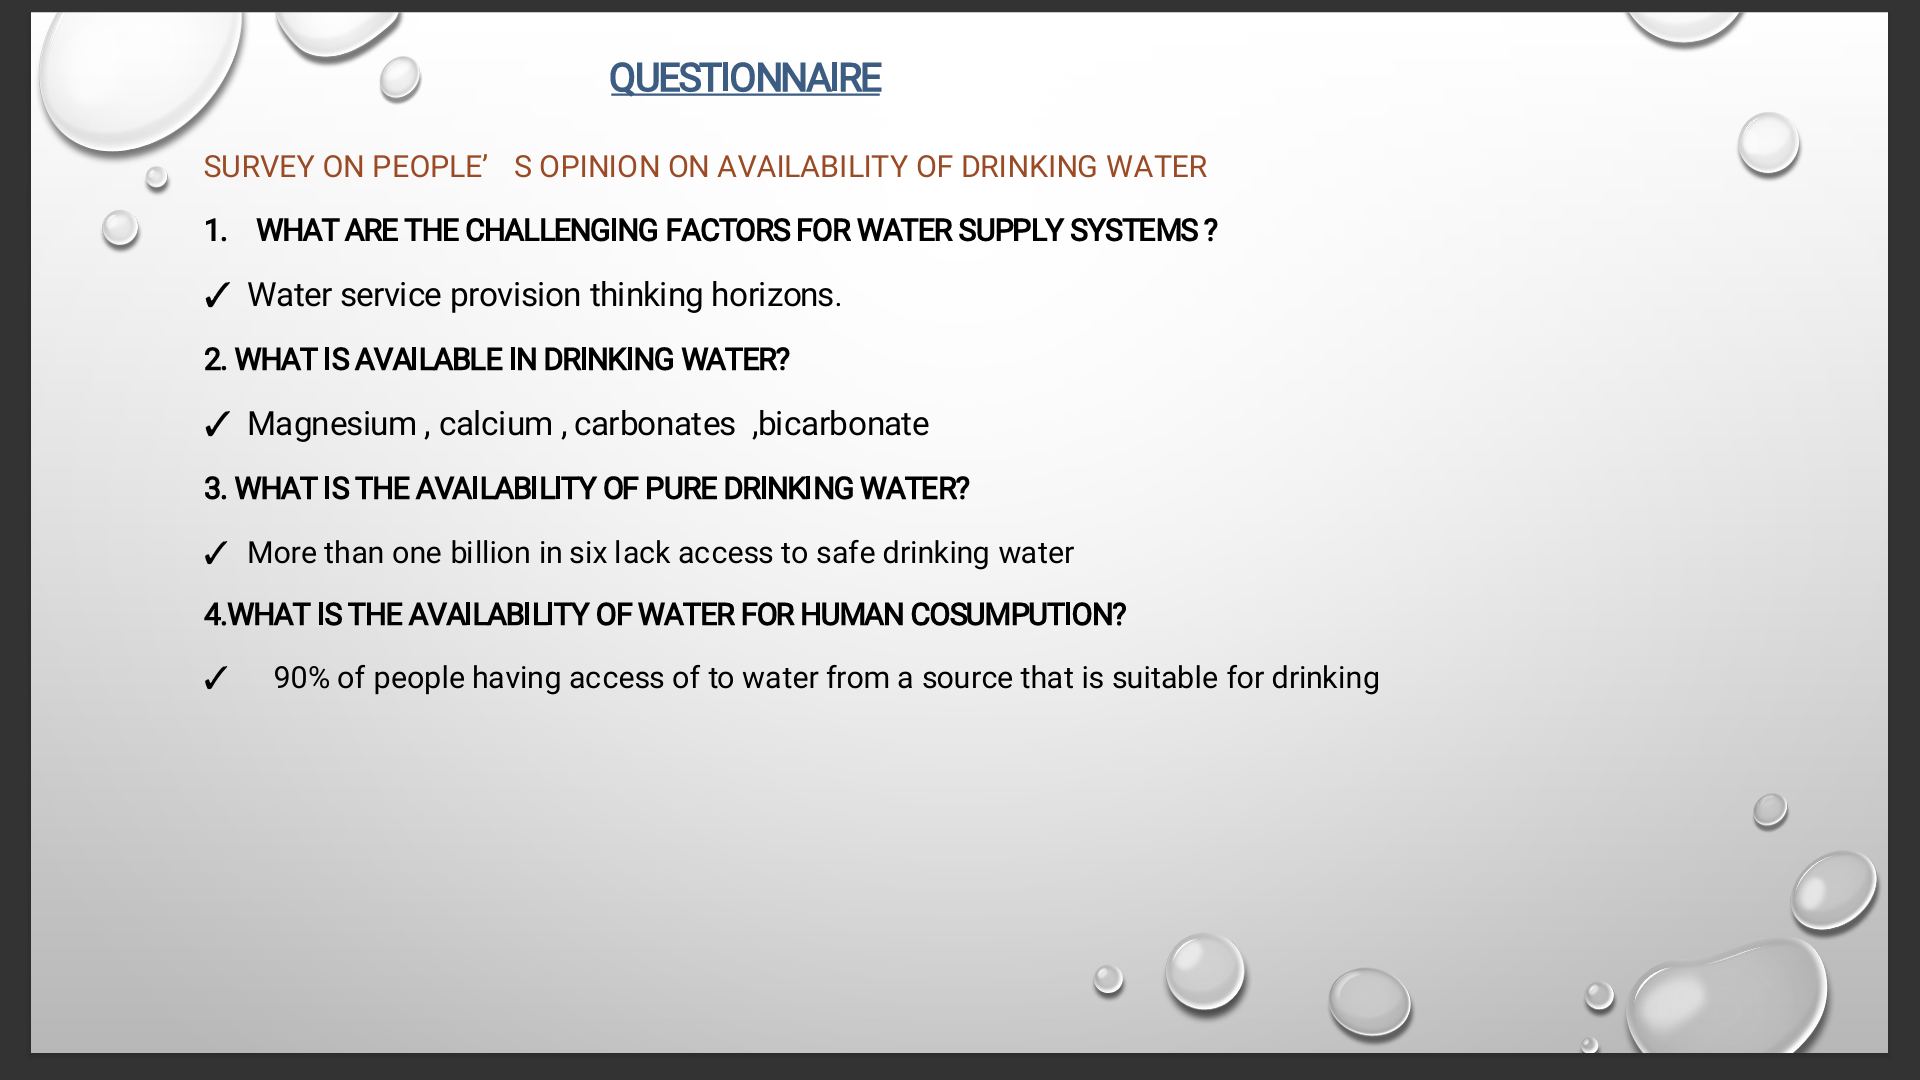 QUESTIONNAIRE
SURVEY ON PEOPLE’ S OPINION ON AVAILABILITY OF DRINKING WATER
1. WHAT ARE THE CHALLENGING FACTORS FOR WATER SUPPLY SYSTEMS ?
✓ Water service provision thinking horizons.
2. WHAT IS AVAILABLE IN DRINKING WATER?
✓ Magnesium , calcium , carbonates ,bicarbonate
3. WHAT IS THE AVAILABILITY OF PURE DRINKING WATER?
✓ More than one billion in six lack access to safe drinking water
4.WHAT IS THE AVAILABILITY OF WATER FOR HUMAN COSUMPUTION?
✓ 90% of people having access of to water from a source that is suitable for drinking